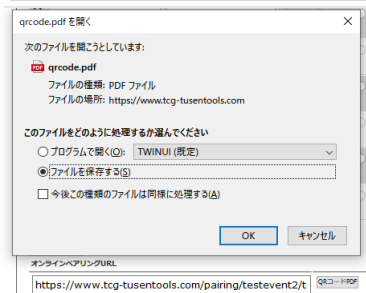 qrcode.pdf を開く
次のファイルを開こうとしています:
PDF qrcode.pdf
ファイルの種類: PDF ファイル
ファイルの場所: https://www.tcg-tusentools.com
このファイルをどのように処理するか選んでください
プログラムで開く(O): TWINUI (既定)
ファイルを保存する(S)
今後この種類のファイルは同様に処理する(A)
OK キャンセル
オンラインペアリングURL
https://www.tcg-tusentools.com/pairing/testevent2/t QRコードPDF